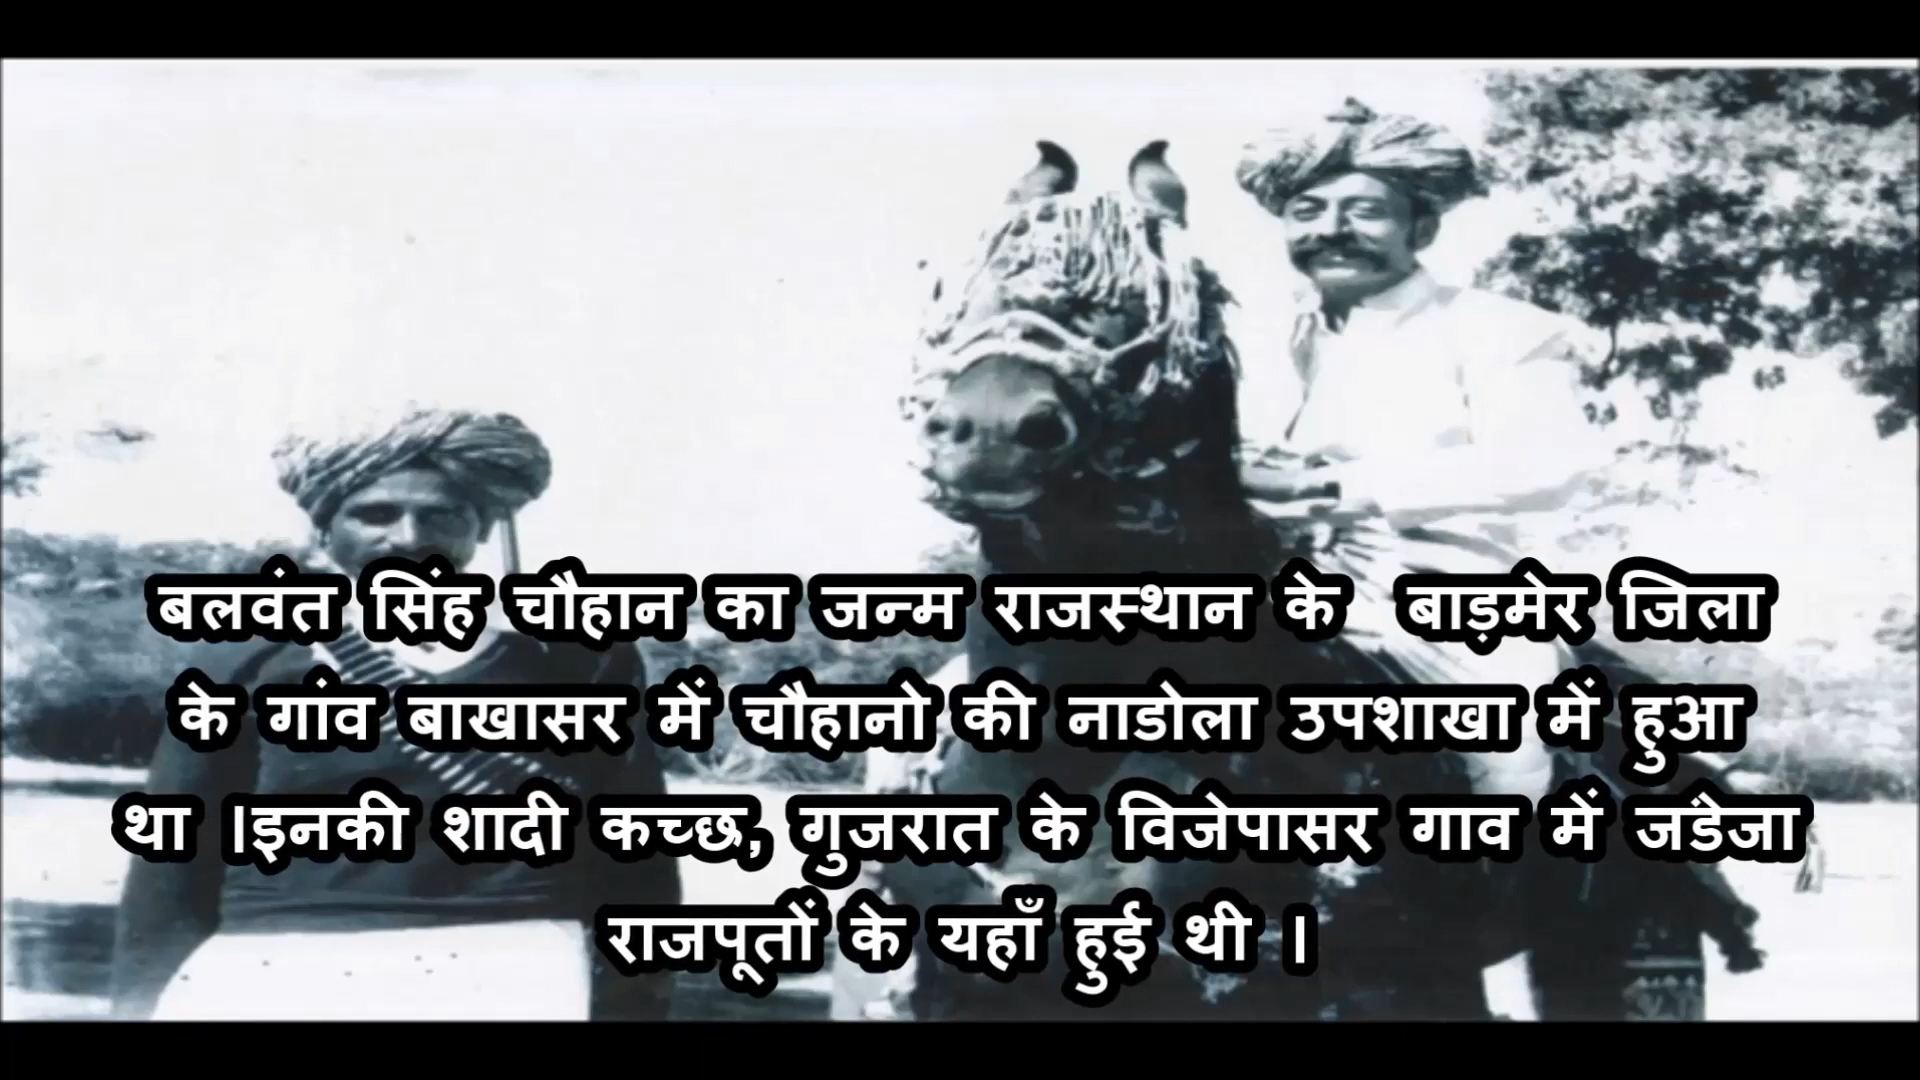 बलवंत सिंह चौहान का जन्म राजस्थान के बाड़मेर जिला
के गांव बाखासर में चौहानो की नाडोला उपशाखा में हुआ
था ।इनकी शादी कच्छ, गुजरात के विजेपासर गाव में जडेजा
राजपूतों के यहाँ हुई थी ।